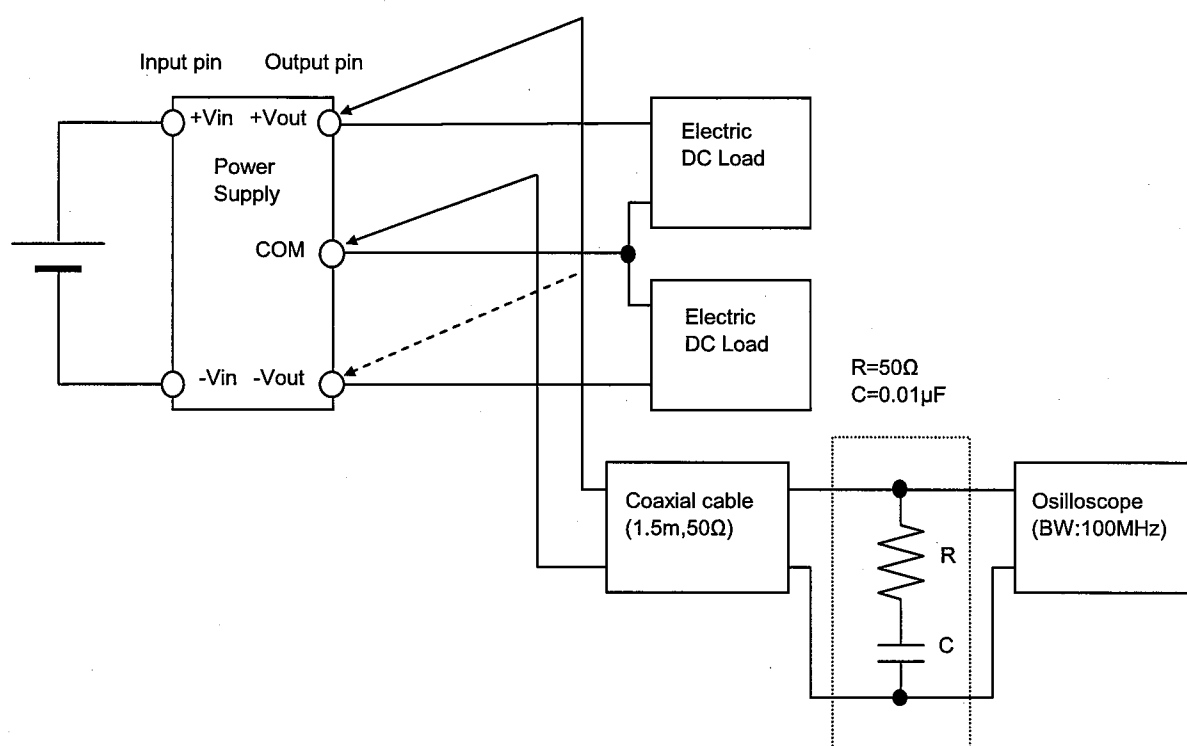 Input pin
Output pin
+Vin
+Vout
Power
Supply
COM
-Vin
-Vout
Electric
DC Load
Electric
DC Load
R=50Ω
C=0.01µF
Coaxial cable
(1.5m,50Ω)
R
C
Osilloscope
(BW:100MHz)